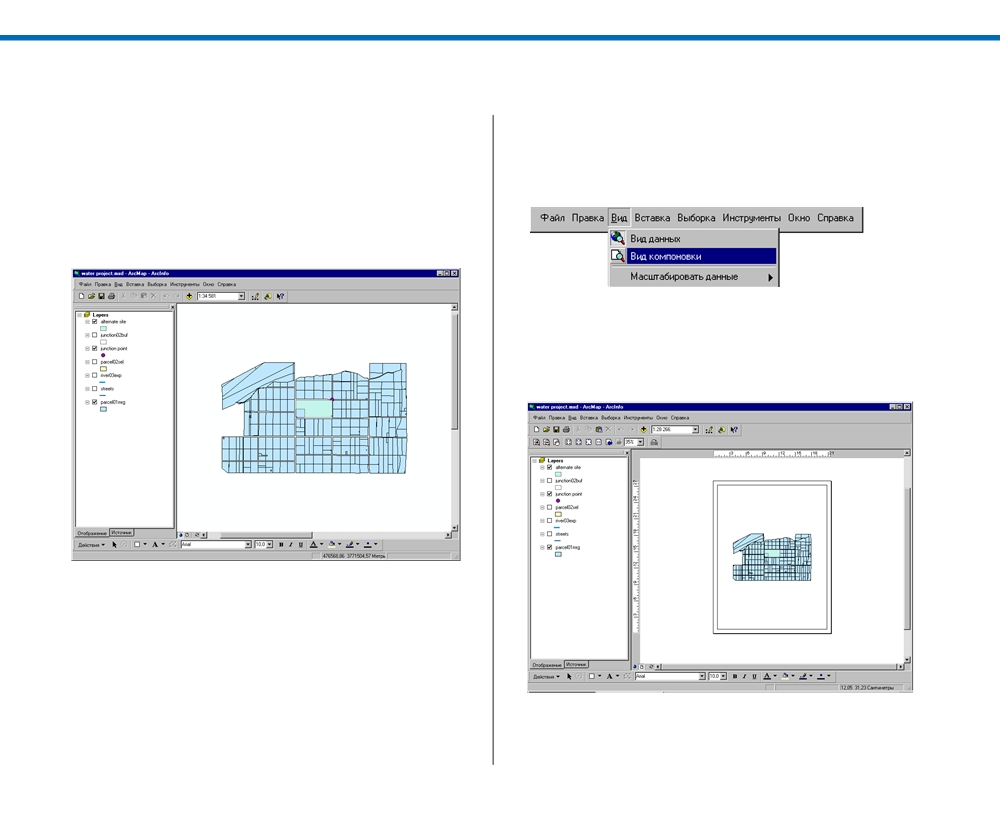 water project.mxd - ArcMap - ArcInfo
Файл Правка Вид Вставка Выборка Инструменты Окно Справка
1:34 581
Layers
alternate site
junction02buf
junction point
parcel02sel
river03exp
streets
parcel01mrg
Отображение Источник
Действия Arial 10.0 B I U A
476568,86 3771504,57 Метры
Файл Правка Вид Вставка Выборка Инструменты Окно Справка
Вид данных
Вид компоновки
Масштабировать данные
water project.mxd - ArcMap - ArcInfo
Файл Правка Вид Вставка Выборка Инструменты Окно Справка
1:28 266
35%
Layers
alternate site
junction02buf
junction point
parcel02sel
river03exp
streets
parcel01mrg
Отображение Источник
Действия Arial 10.0 B I U A
12,05 31,23 Сантиметры